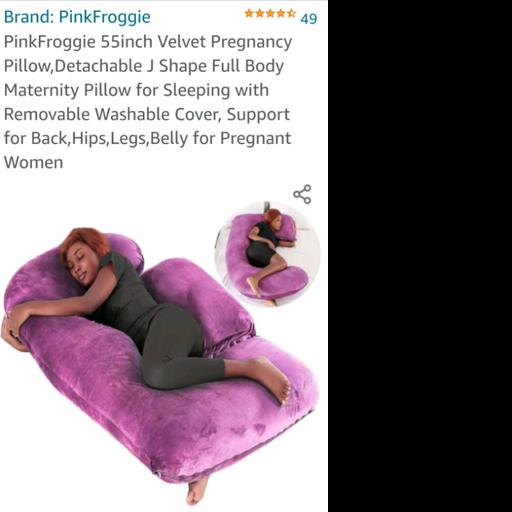 Brand: PinkFroggie 49
PinkFroggie 55inch Velvet Pregnancy
Pillow,Detachable J Shape Full Body
Maternity Pillow for Sleeping with
Removable Washable Cover, Support
for Back,Hips,Legs,Belly for Pregnant
Women